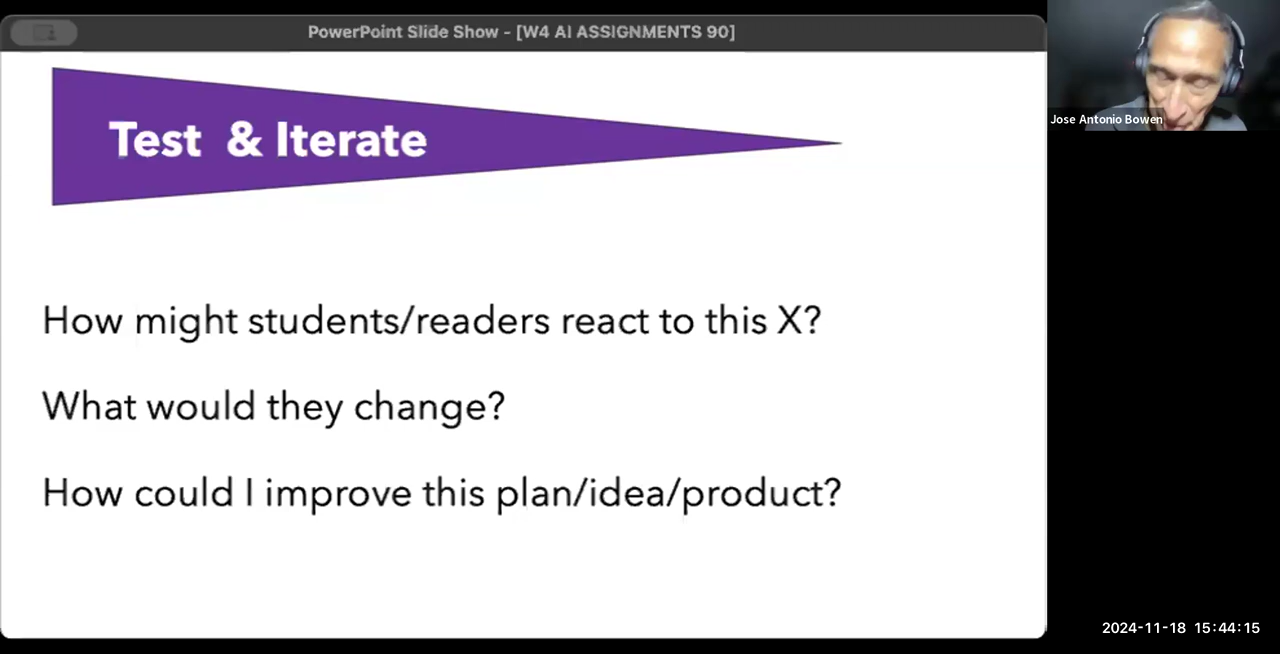 PowerPoint Slide Show - [W4 AI ASSIGNMENTS 90]
Test & Iterate
Jose Antonio Bowen
How might students/readers react to this X?
What would they change?
How could I improve this plan/idea/product?
2024-11-18 15:44:15